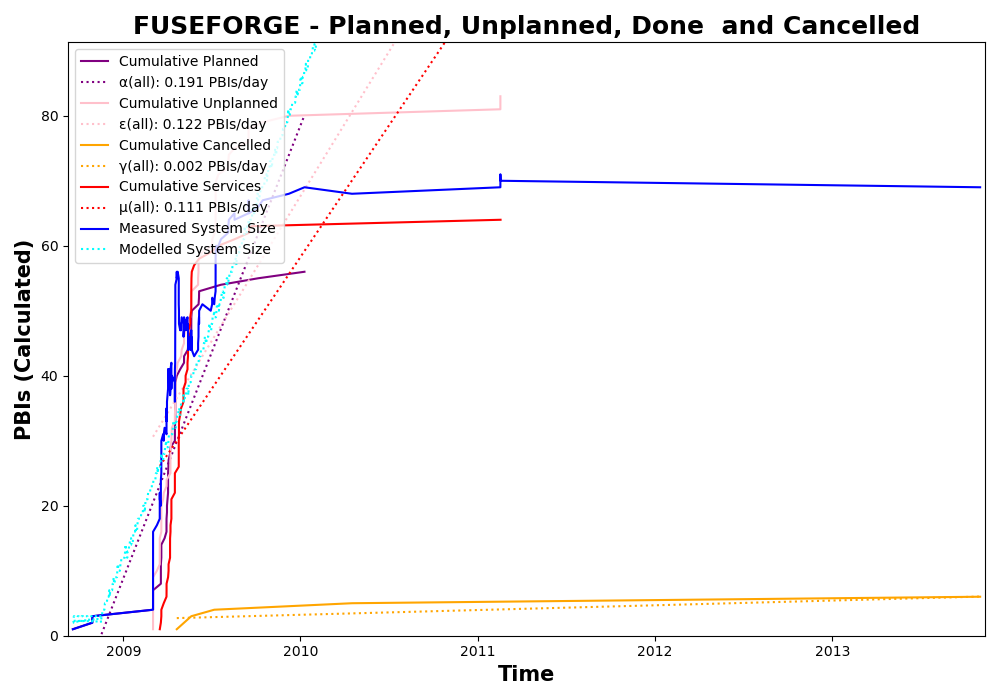 FUSEFORGE - Planned, Unplanned, Done  and Cancelled
Cumulative Planned
α(all): 0.191 PBIs/day
Cumulative Unplanned
ε(all): 0.122 PBIs/day
Cumulative Cancelled
γ(all): 0.002 PBIs/day
Cumulative Services
μ(all): 0.111 PBIs/day
Measured System Size
Modelled System Size
PBIs (Calculated)
80
60
40
20
0
2009 2010 2011 2012 2013
Time